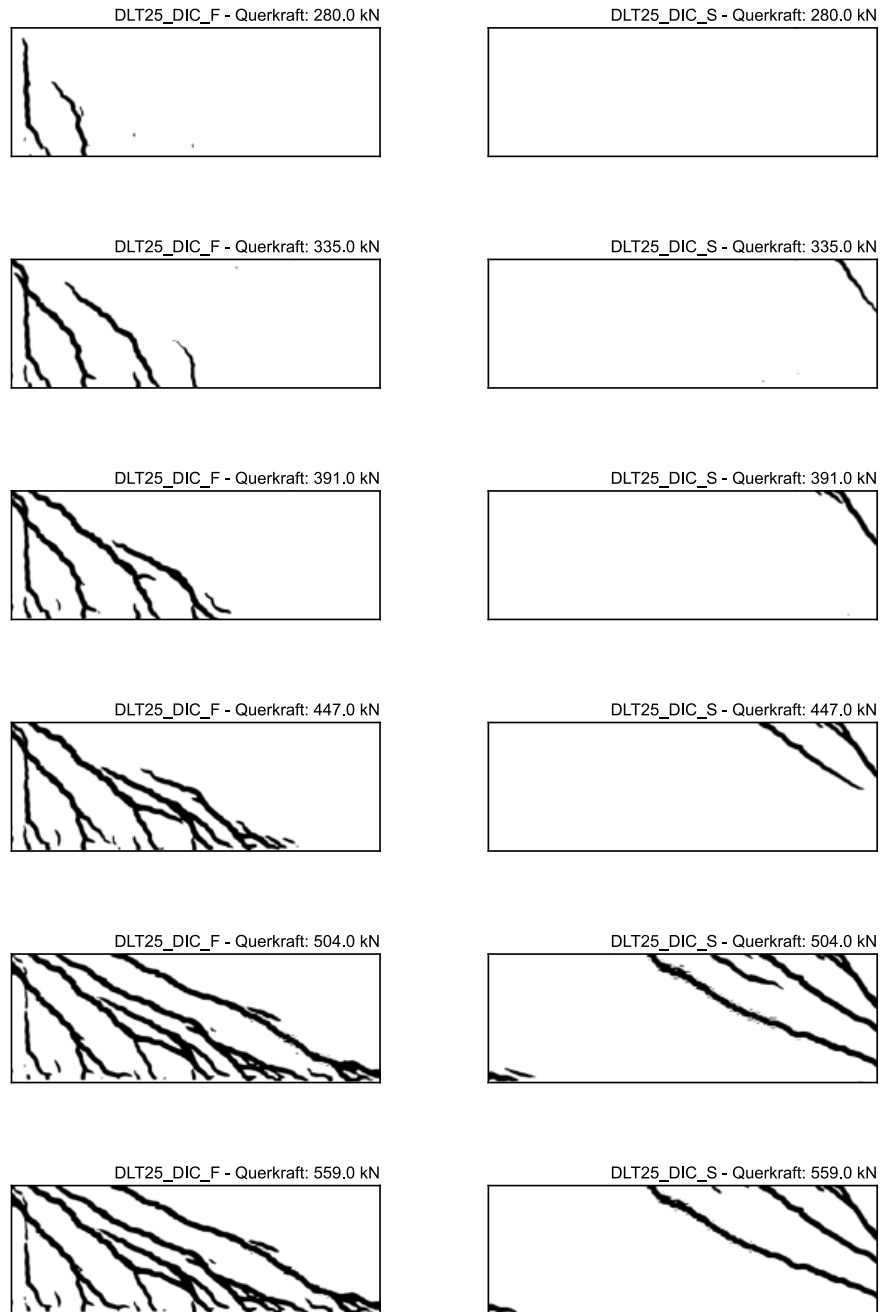 DLT25_DIC_F - Querkraft: 280.0 kN
DLT25_DIC_S - Querkraft: 280.0 kN
DLT25_DIC_F - Querkraft: 335.0 kN
DLT25_DIC_S - Querkraft: 335.0 kN
DLT25_DIC_F - Querkraft: 391.0 kN
DLT25_DIC_S - Querkraft: 391.0 kN
DLT25_DIC_F - Querkraft: 447.0 kN
DLT25_DIC_S - Querkraft: 447.0 kN
DLT25_DIC_F - Querkraft: 504.0 kN
DLT25_DIC_S - Querkraft: 504.0 kN
DLT25_DIC_F - Querkraft: 559.0 kN
DLT25_DIC_S - Querkraft: 559.0 kN